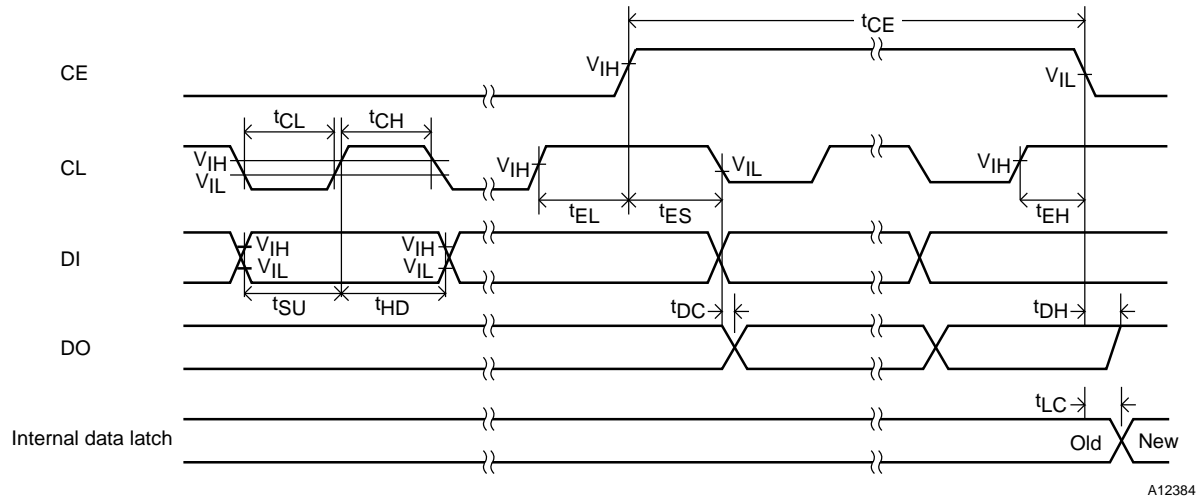 tCE
CE
VIH
VIL
tCL
tCH
CL
VIH
VIL
VIH
VIL
VIH
tEL
tES
tEH
DI
VIH
VIL
VIH
VIL
tSU
tHD
tDC
tDH
DO
tLC
Internal data latch
Old
New
A12384